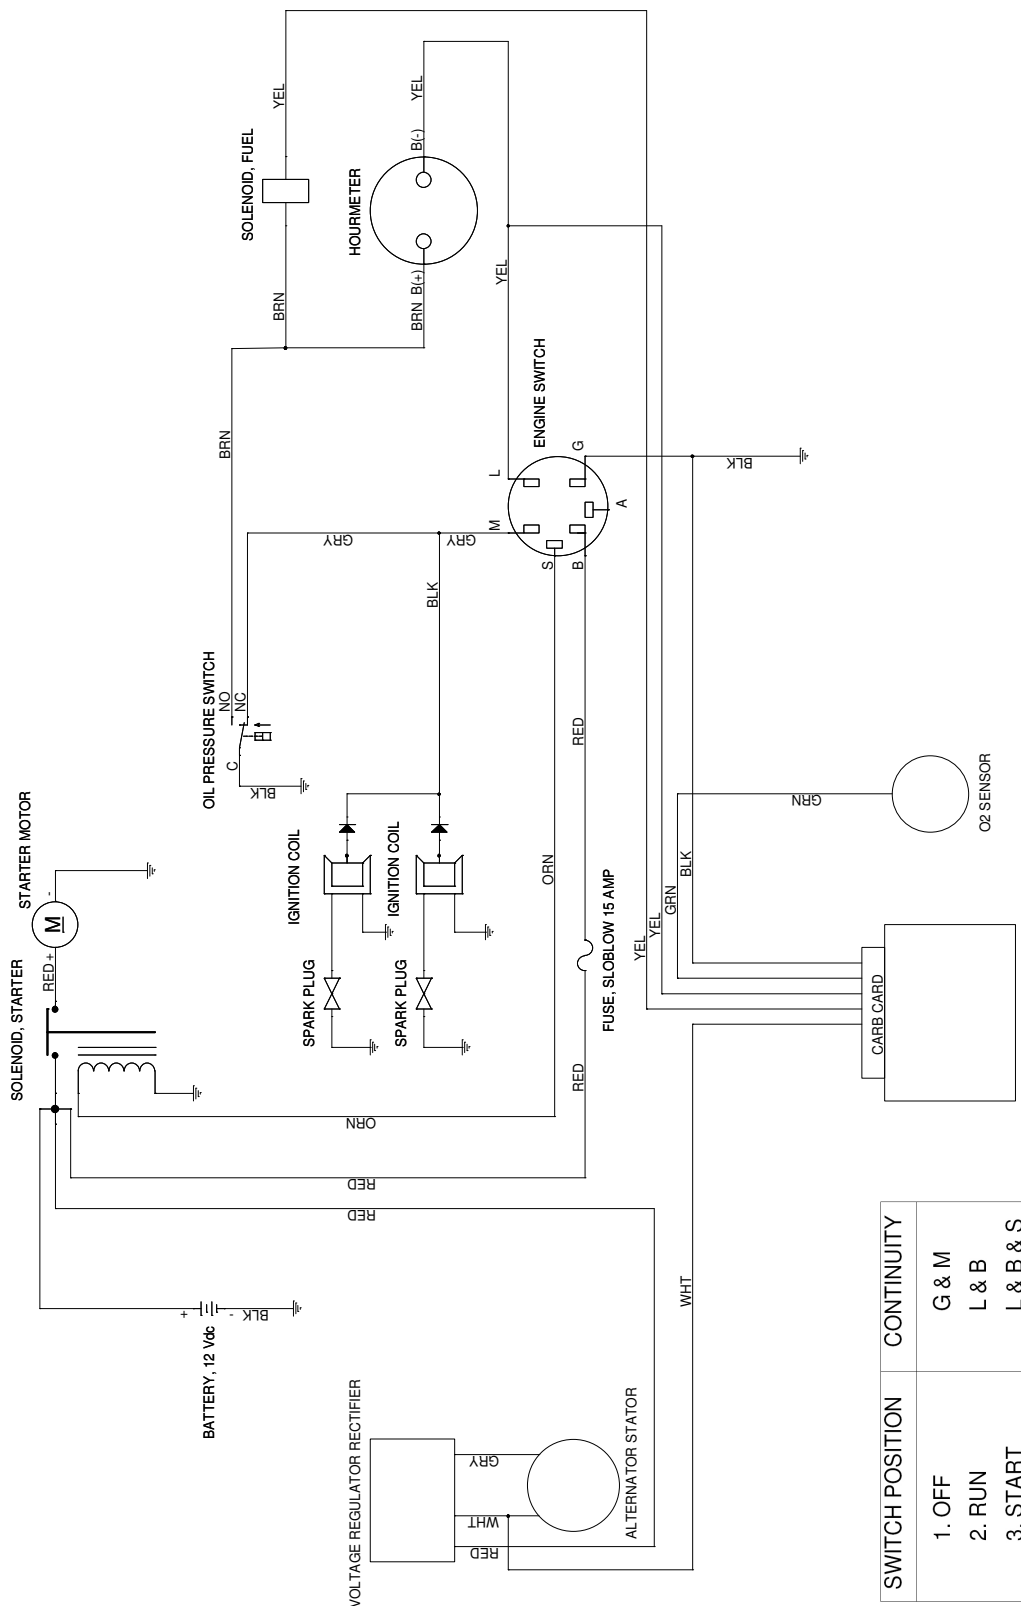 YEL
SOLENOID, FUEL
YEL
B(-)
HOURMETER
BRN
BRN B(+)
YEL
BRN
ENGINE SWITCH
L
G
M
A
S
B
BLK
GRY
GRY
BLK
OIL PRESSURE SWITCH
NO
NC
C
BLK
RED
STARTER MOTOR
-
M
RED +
SOLENOID, STARTER
IGNITION COIL
IGNITION COIL
SPARK PLUG
SPARK PLUG
ORN
FUSE, SLOBLOW 15 AMP
RED
GRN
O2 SENSOR
BLK
GRN
YEL
YEL
CARB CARD
ORN
RED
RED
+
-
BLK
BATTERY, 12 Vdc
WHT
VOLTAGE REGULATOR RECTIFIER
GRY
WHT
RED
ALTERNATOR STATOR
SWITCH POSITION CONTINUITY
1. OFF G & M
2. RUN L & B
3. START L & B & S